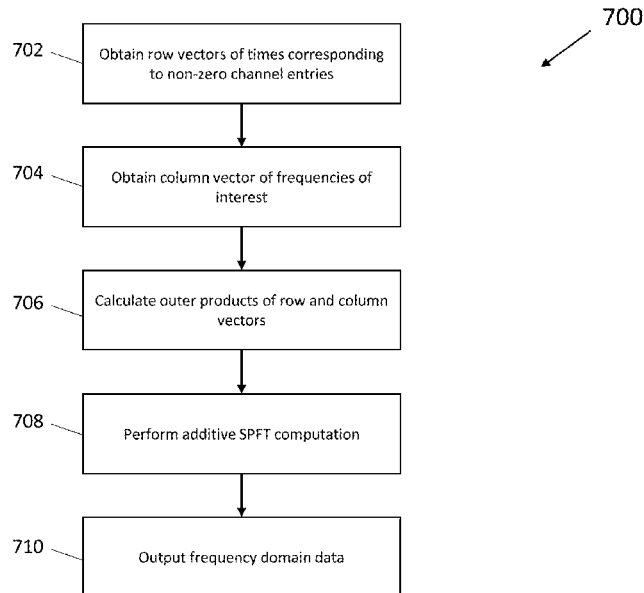 700
702
Obtain row vectors of times corresponding
to non-zero channel entries
704
Obtain column vector of frequencies of
interest
706
Calculate outer products of row and column
vectors
708
Perform additive SPFT computation
710
Output frequency domain data